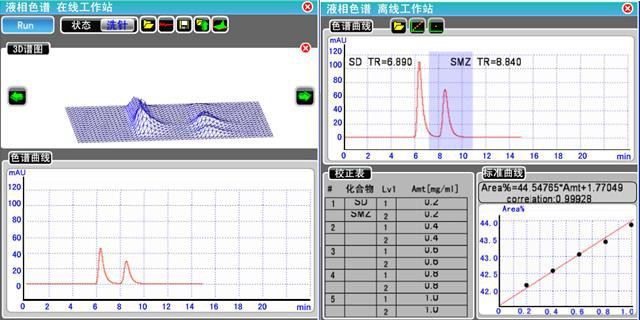 液相色谱 在线工作站
Run 状态 洗针
3D谱图
色谱曲线
mAU
120
100
80
60
40
20
0
0 2 4 6 8 10 12 14 16 18 20 min
液相色谱 离线工作站
色谱曲线
mAU
SD TR=6.890 SMZ TR=8.840
120
100
80
60
40
20
0
0 2 4 6 8 10 12 14 16 18 20 min
校正表
# 化合物 Lv1 Amt[mg/ml]
1 SD 1 0.2
SMZ 2 0.2
2 1 0.4
2 0.4
3 1 0.6
2 0.6
4 1 0.8
2 0.8
5 1 1.0
2 1.0
标准曲线
Area%=44.54765*Amt+1.77049
correlation:0.99928
Area%
44.0
43.5
43.0
42.5
42.0
0.0 0.2 0.4 0.6 0.8 1.0